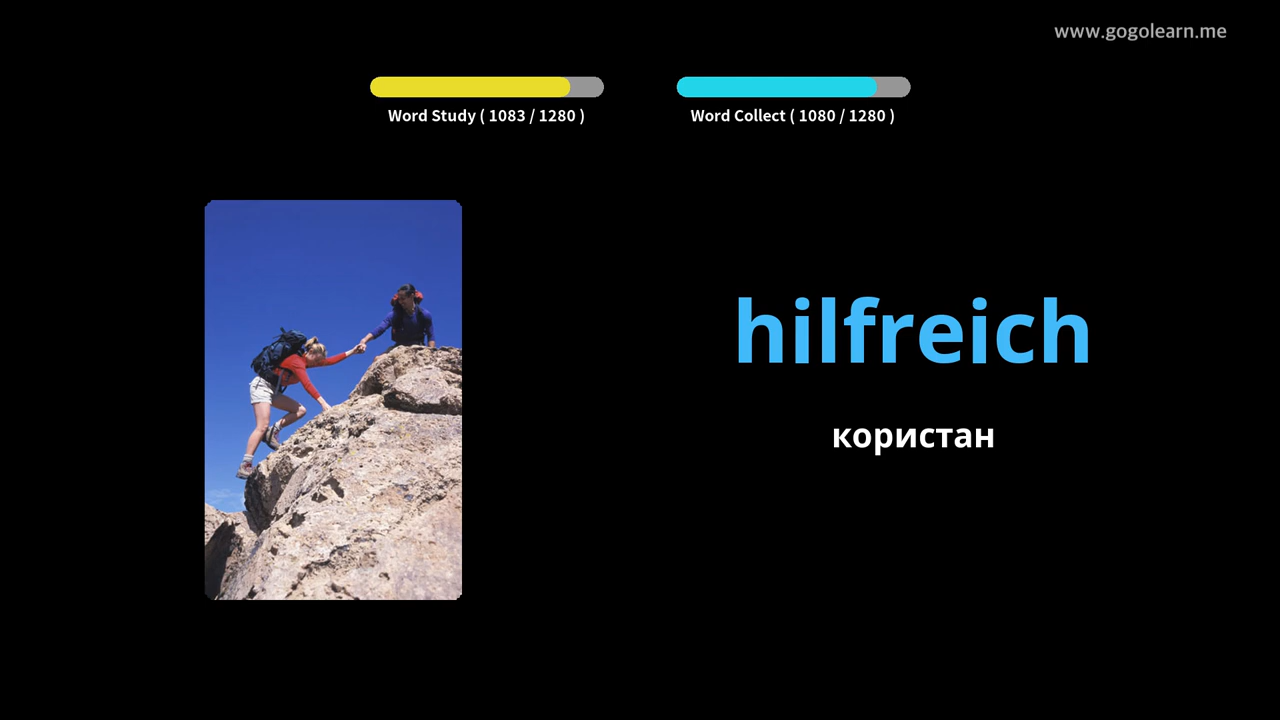 www.gogolearn.me
Word Study ( 1083 / 1280 )
Word Collect ( 1080 / 1280 )
hilfreich
користан